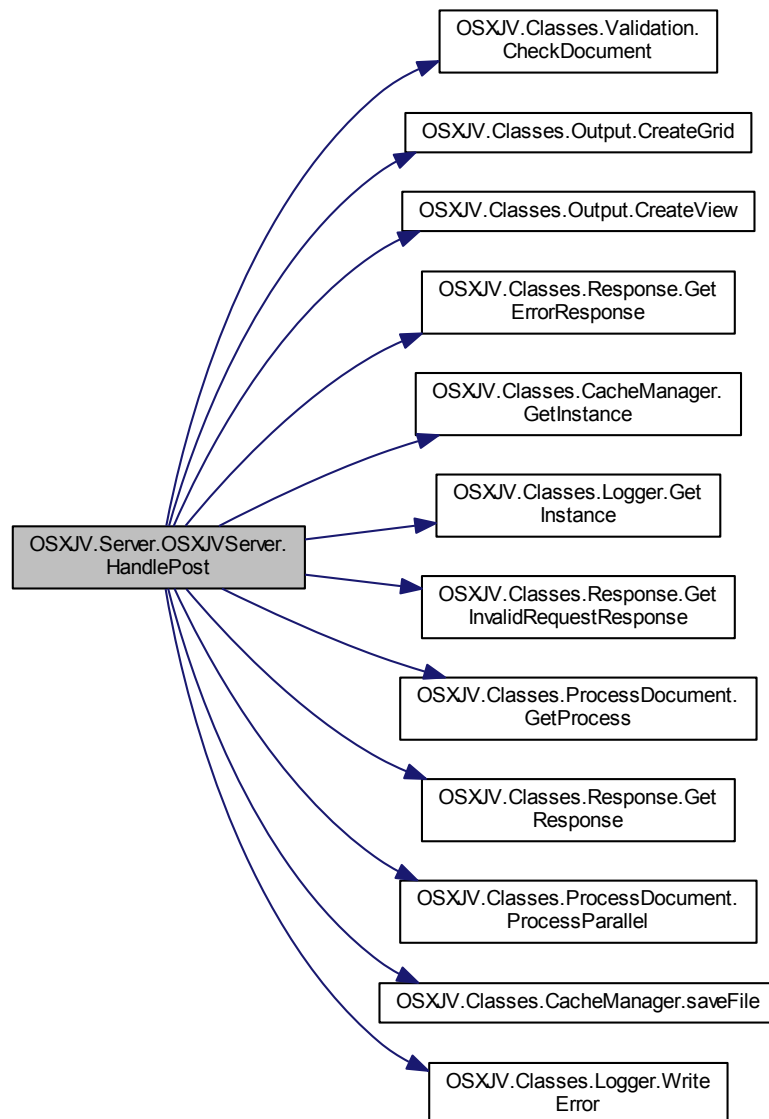 OSXJV.Classes.Validation.
CheckDocument
OSXJV.Classes.Output.CreateGrid
OSXJV.Classes.Output.CreateView
OSXJV.Classes.Response.Get
ErrorResponse
OSXJV.Classes.CacheManager.
GetInstance
OSXJV.Classes.Logger.Get
Instance
OSXJV.Server.OSXJVServer.
HandlePost
OSXJV.Classes.Response.Get
InvalidRequestResponse
OSXJV.Classes.ProcessDocument.
GetProcess
OSXJV.Classes.Response.Get
Response
OSXJV.Classes.ProcessDocument.
ProcessParallel
OSXJV.Classes.CacheManager.saveFile
OSXJV.Classes.Logger.Write
Error